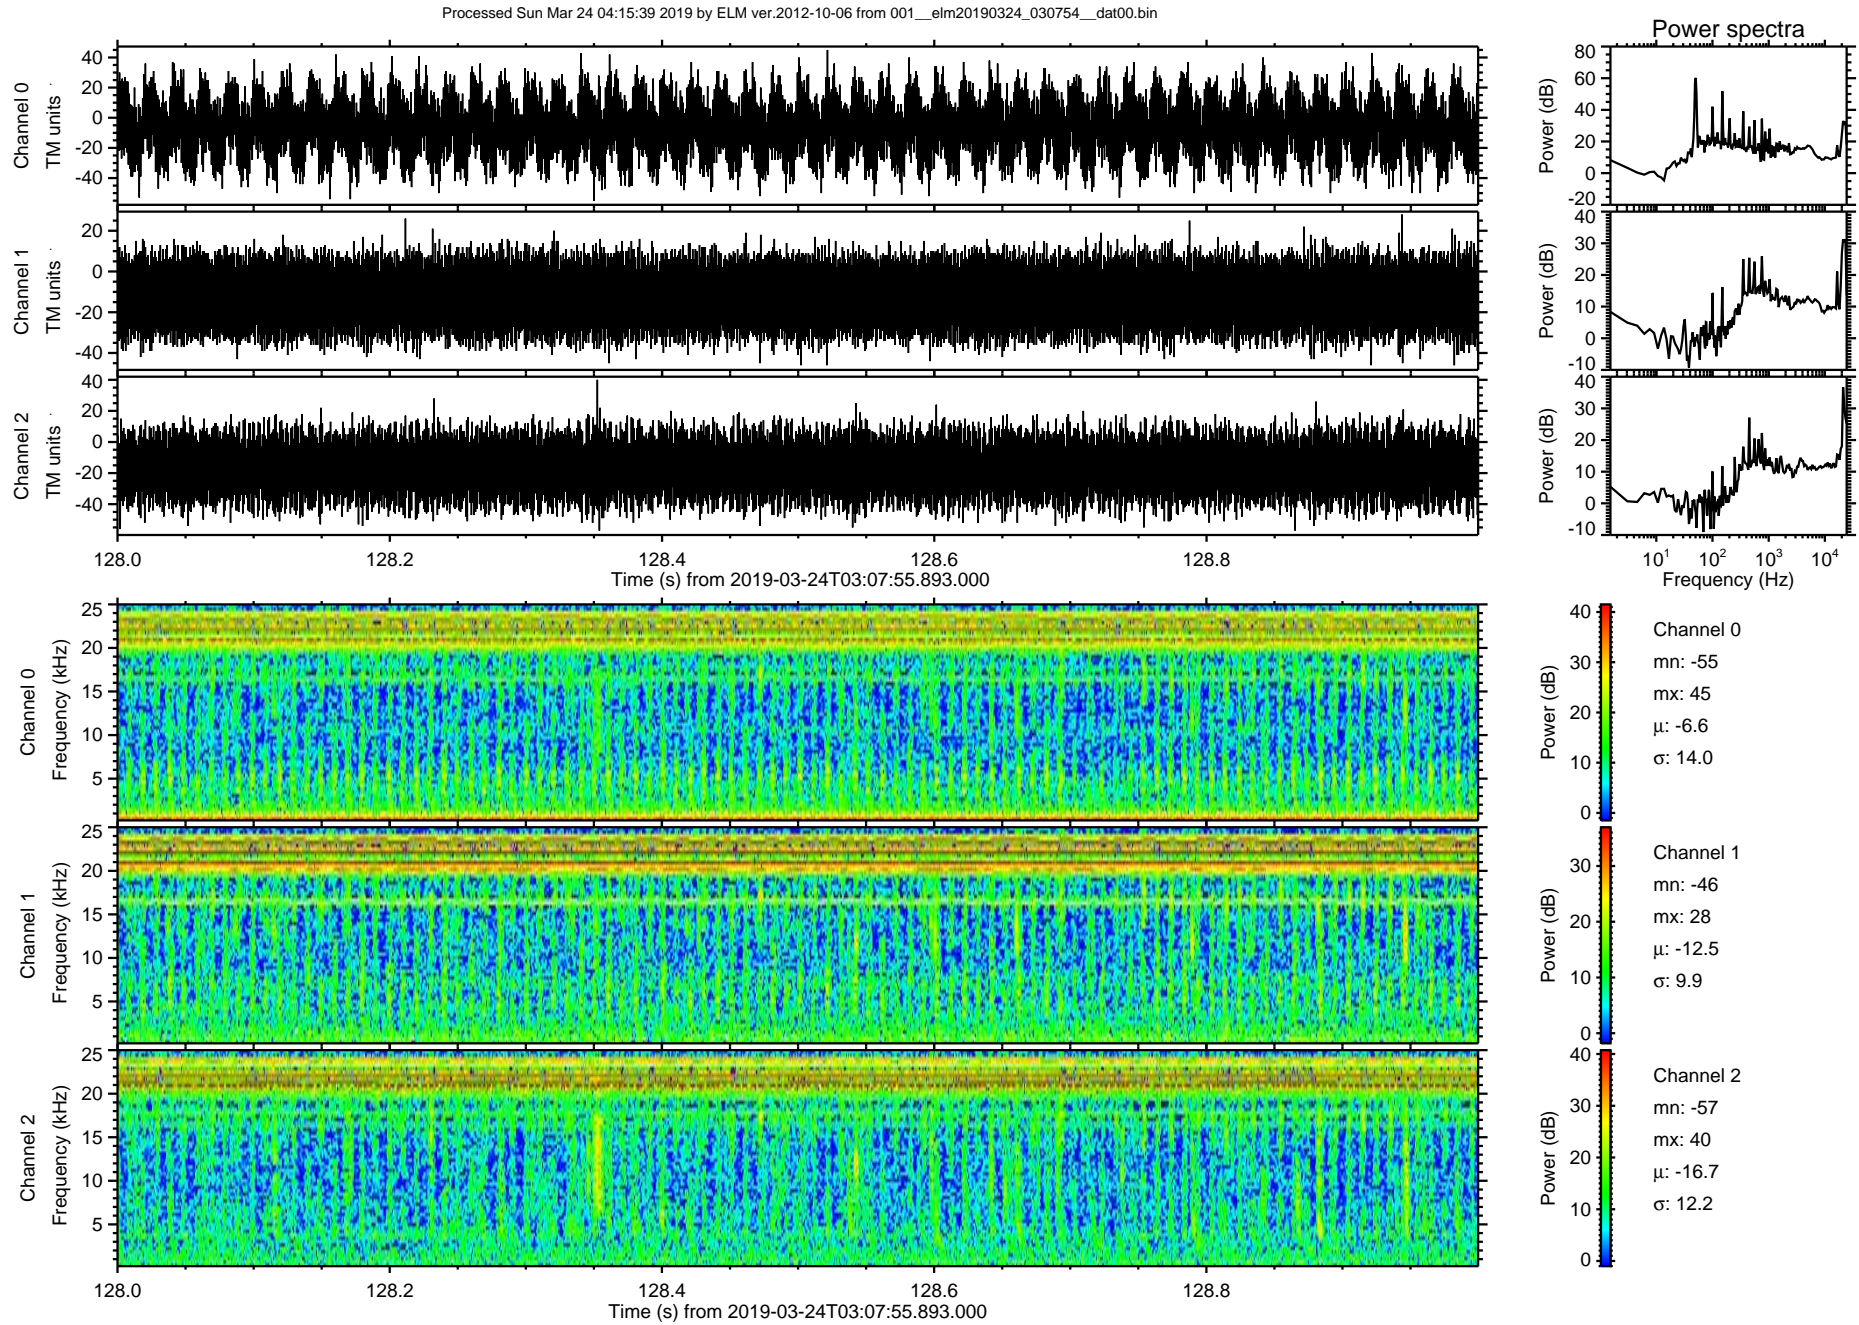 Processed Sun Mar 24 04:15:39 2019 by ELM ver.2012-10-06 from 001__elm20190324_030754__dat00.bin
Power spectra
Channel 0
TM units
40
20
0
-20
-40
Power (dB)
80
60
40
20
0
-20
Channel 1
TM units
20
0
-20
-40
Power (dB)
40
30
20
10
0
-10
Channel 2
TM units
40
20
0
-20
-40
Power (dB)
40
30
20
10
0
-10
128.0 128.2 128.4 128.6 128.8
Time (s) from 2019-03-24T03:07:55.893.000
10¹ 10² 10³ 10⁴
Frequency (Hz)
Channel 0
Frequency (kHz)
25
20
15
10
5
Power (dB)
40
30
20
10
0
Channel 0
mn: -55
mx: 45
μ: -6.6
σ: 14.0
Channel 1
Frequency (kHz)
25
20
15
10
5
Power (dB)
30
20
10
0
Channel 1
mn: -46
mx: 28
μ: -12.5
σ: 9.9
Channel 2
Frequency (kHz)
25
20
15
10
5
Power (dB)
40
30
20
10
0
Channel 2
mn: -57
mx: 40
μ: -16.7
σ: 12.2
128.0 128.2 128.4 128.6 128.8
Time (s) from 2019-03-24T03:07:55.893.000